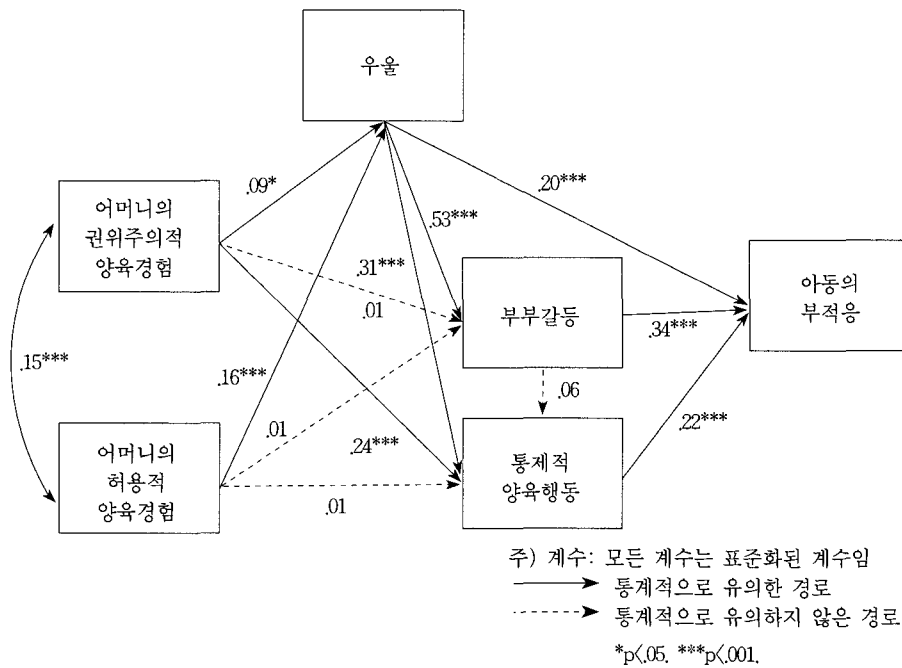 우울
.09*
.20***
어머니의
권위주의적
양육경험
.53***
.31***
.01
부부갈등
아동의
부적응
.34***
.15***
.16***
.06
.01
.24***
.22***
어머니의
허용적
양육경험
통제적
양육행동
.01
주) 계수: 모든 계수는 표준화된 계수임
통계적으로 유의한 경로
통계적으로 유의하지 않은 경로
*p<.05. ***p<.001.